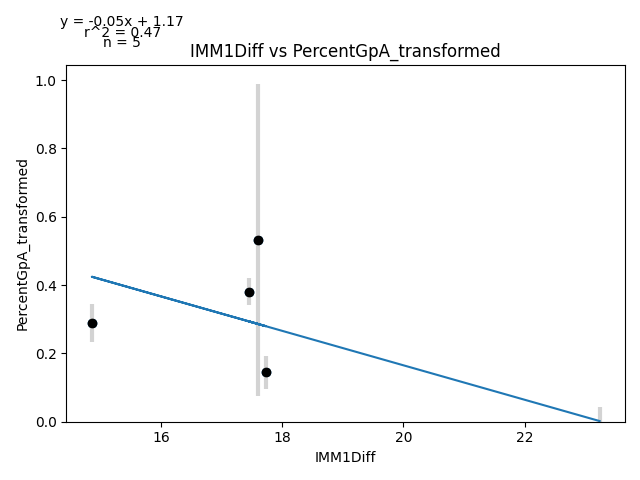 y = -0.05x + 1.17
r^2 = 0.47
n = 5
IMM1Diff vs PercentGpA_transformed
1.0
0.8
0.6
0.4
0.2
0.0
PercentGpA_transformed
16
18
20
22
IMM1Diff